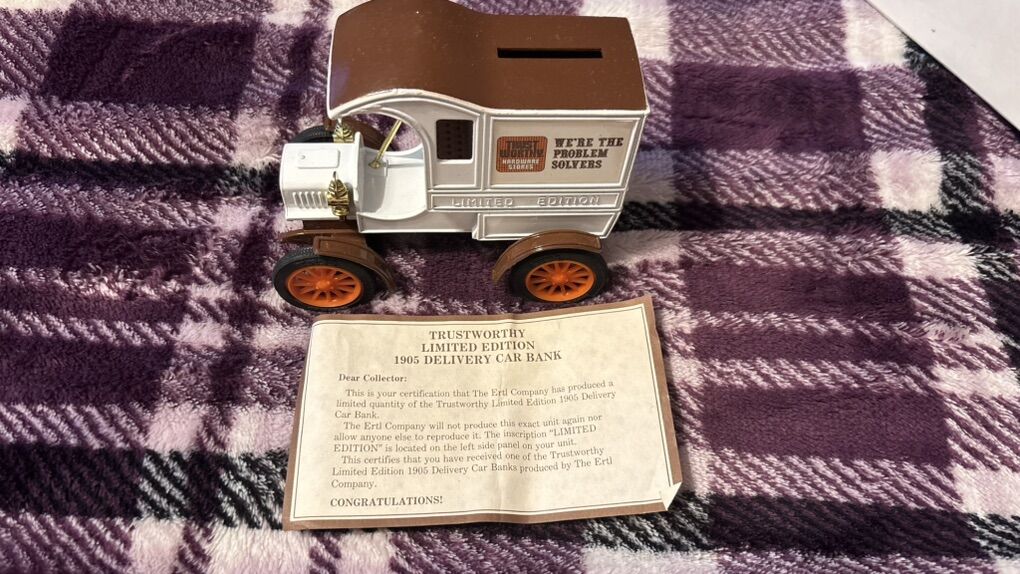 TRUST
WORTHY
HARDWARE
STORES
WE'RE THE
PROBLEM
SOLVERS
LIMITED EDITION
TRUSTWORTHY
LIMITED EDITION
1905 DELIVERY CAR BANK
Dear Collector:
This is your certification that The Ertl Company has produced a
limited quantity of the Trustworthy Limited Edition 1905 Delivery
Car Bank.
The Ertl Company will not produce this exact unit again nor
allow anyone else to reproduce it. The inscription "LIMITED
EDITION" is located on the left side panel on your unit.
This certifies that you have received one of the Trustworthy
Limited Edition 1905 Delivery Car Banks produced by The Ertl
Company.
CONGRATULATIONS!